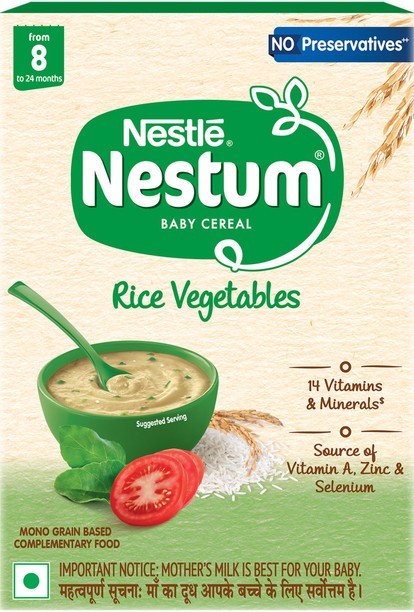 from
8
to 24 months
NO Preservatives**
Nestlé®
Nestum®
BABY CEREAL
Rice Vegetables
14 Vitamins
& Minerals$
Source of
Vitamin A, Zinc &
Selenium
Suggested Serving
MONO GRAIN BASED
COMPLEMENTARY FOOD
IMPORTANT NOTICE: MOTHER'S MILK IS BEST FOR YOUR BABY.
महत्वपूर्ण सूचना: माँ का दूध आपके बच्चे के लिए सर्वोत्तम है।